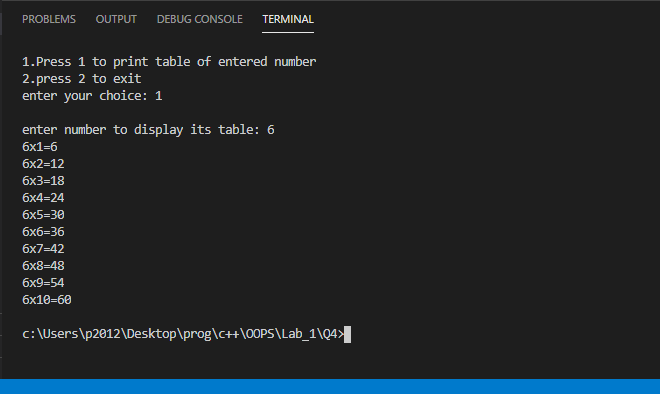 PROBLEMS OUTPUT DEBUG CONSOLE TERMINAL
1.Press 1 to print table of entered number
2.press 2 to exit
enter your choice: 1
enter number to display its table: 6
6x1=6
6x2=12
6x3=18
6x4=24
6x5=30
6x6=36
6x7=42
6x8=48
6x9=54
6x10=60
c:\Users\p2012\Desktop\prog\c++\OOPS\Lab_1\Q4>